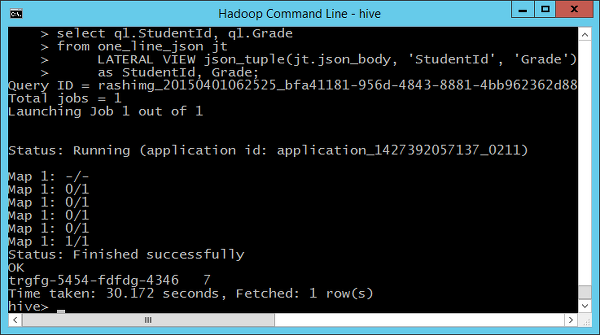 Hadoop Command Line - hive
> select q1.StudentId, q1.Grade
> from one_line_json jt
> LATERAL VIEW json_tuple(jt.json_body, 'StudentId', 'Grade')
> as StudentId, Grade;
Query ID = rashimg_20150401062525_bfa41181-956d-4843-8881-4bb962362d88
Total jobs = 1
Launching Job 1 out of 1
Status: Running (application id: application_1427392057137_0211)
Map 1: -/-
Map 1: 0/1
Map 1: 0/1
Map 1: 0/1
Map 1: 0/1
Map 1: 1/1
Status: Finished successfully
OK
trgfg-5454-fdfdg-4346 7
Time taken: 30.172 seconds, Fetched: 1 row(s)
hive>